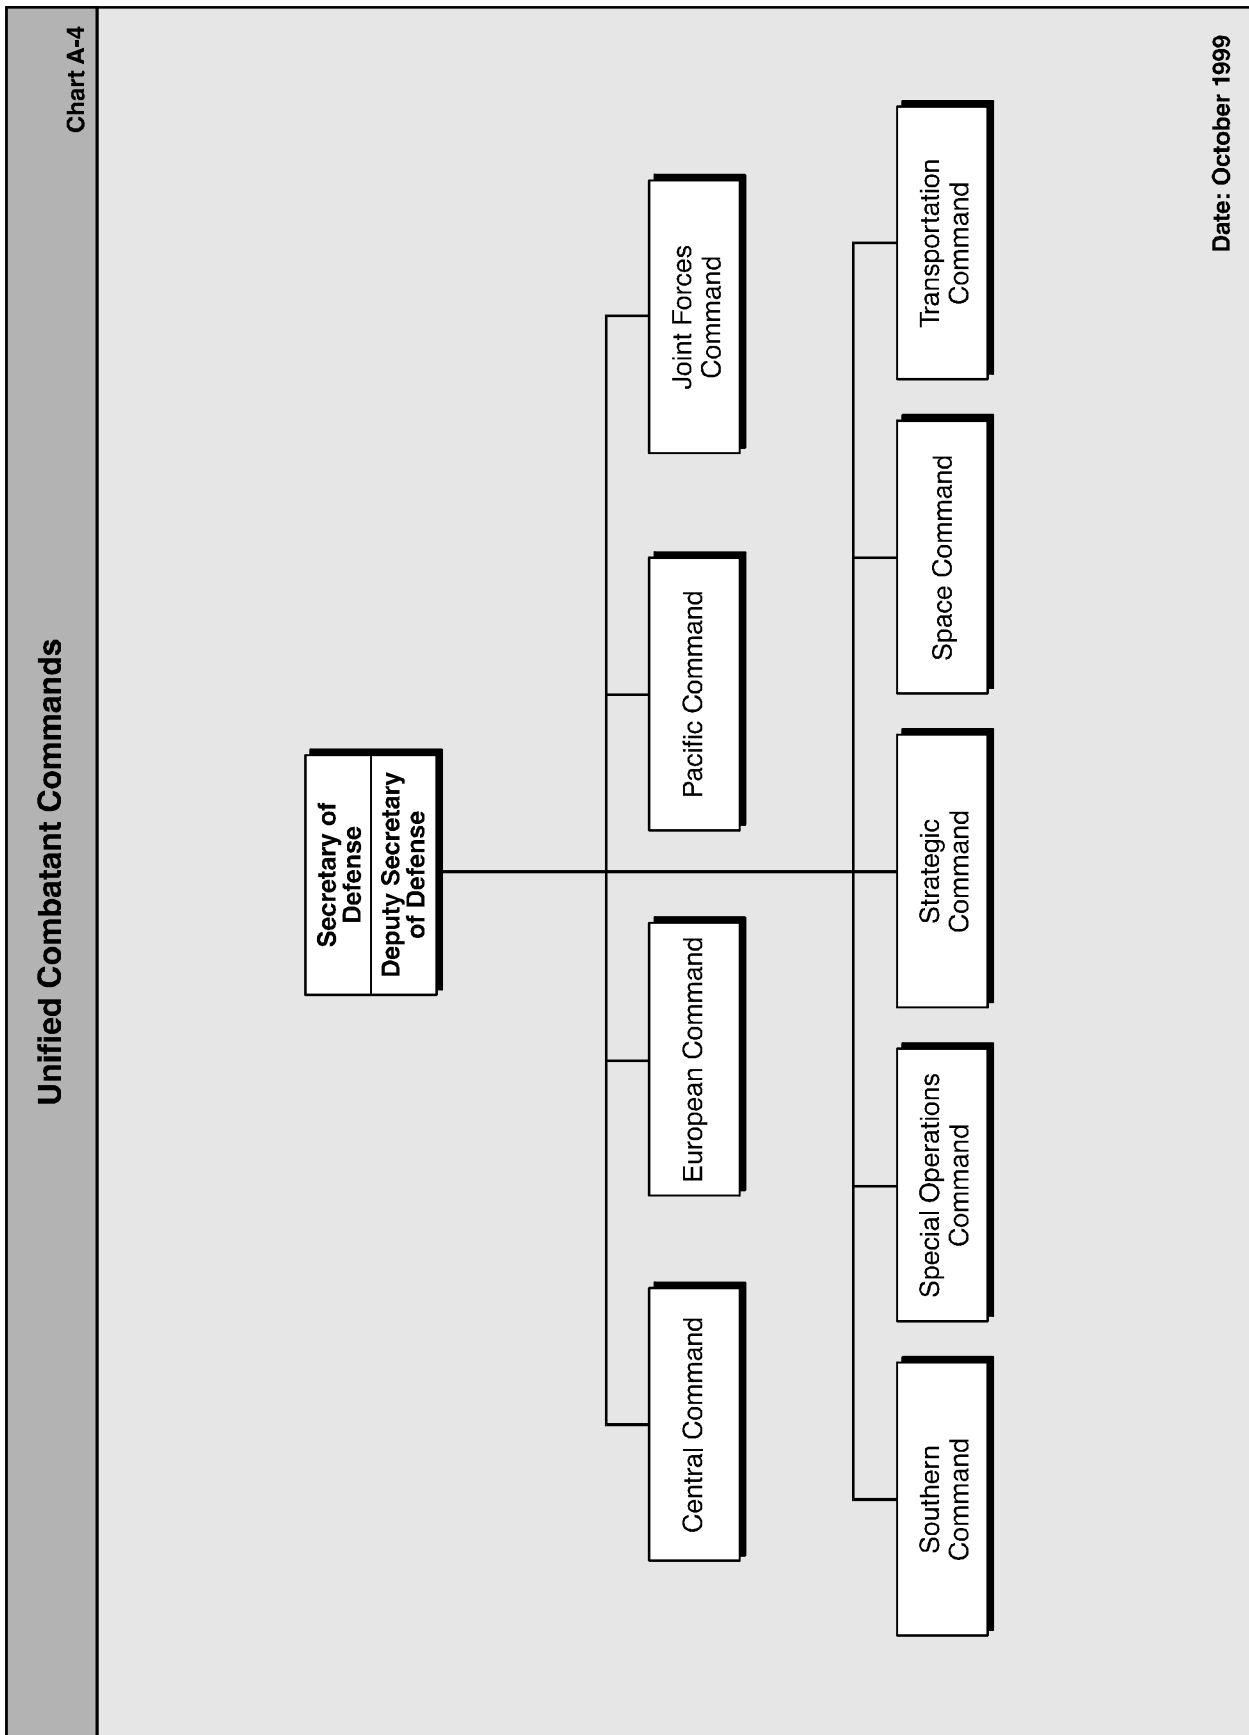 Unified Combatant Commands
Chart A-4
Secretary of
Defense
Deputy Secretary
of Defense
Central Command
European Command
Pacific Command
Joint Forces
Command
Southern
Command
Special Operations
Command
Strategic
Command
Space Command
Transportation
Command
Date: October 1999